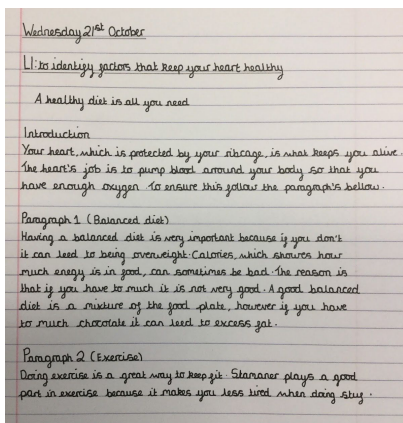 Wednesday 21st October
LI: to identify factors that keep your heart healthy
A healthy diet is all you need
Introduction
Your heart, which is protected by your ribcage, is what keeps you alive.
The heart's job is to pump blood around your body so that you
have enough oxygen. To ensure this follow the paragraph's bellow.
Paragraph 1 (Balanced diet)
Having a balanced diet is very important because if you don't
it can leed to being overweight. Calories, which showes how
much energy is in food, can sometimes be bad. The reason is
that if you have to much it is not very good. A good balanced
diet is a mixture of the food plate, however if you have
to much chocolate it can leed to excess fat.
Paragraph 2 (Exercise)
Doing exercise is a great way to keep fit. Stamaner plays a good
part in exercise because it makes you less tired when doing stuf.